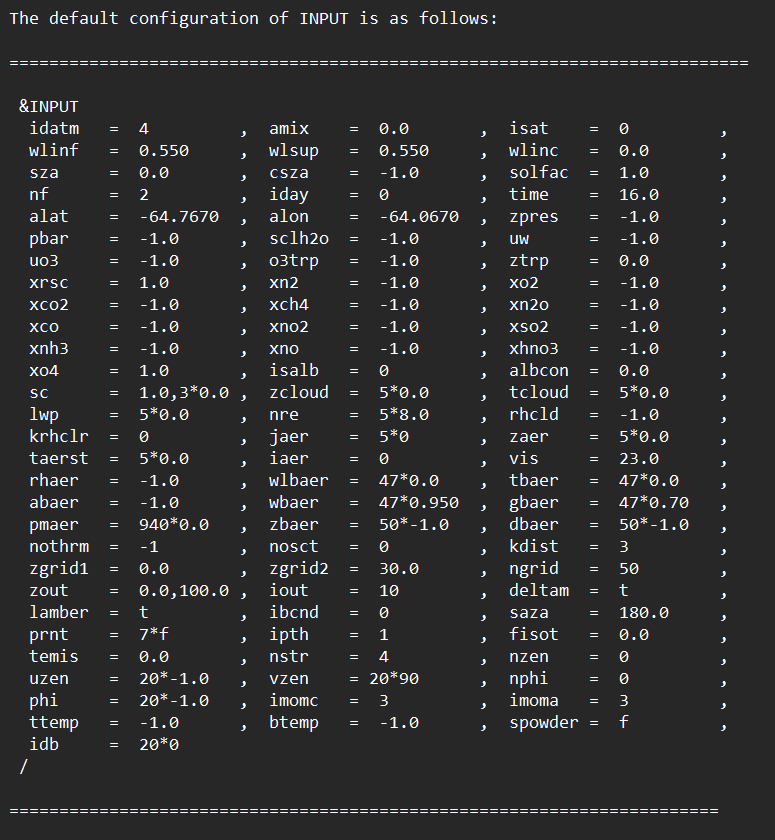 The default configuration of INPUT is as follows:
==========================================================================
&INPUT
idatm = 4 , amix = 0.0 , isat = 0 ,
wlinf = 0.550 , wlsup = 0.550 , wlinc = 0.0 ,
sza = 0.0 , csza = -1.0 , solfac = 1.0 ,
nf = 2 , iday = 0 , time = 16.0 ,
alat = -64.7670 , alon = -64.0670 , zpres = -1.0 ,
pbar = -1.0 , sclh2o = -1.0 , uw = -1.0 ,
uo3 = -1.0 , o3trp = -1.0 , ztrp = 0.0 ,
xrsc = 1.0 , xn2 = -1.0 , xo2 = -1.0 ,
xco2 = -1.0 , xch4 = -1.0 , xn2o = -1.0 ,
xco = -1.0 , xno2 = -1.0 , xso2 = -1.0 ,
xnh3 = -1.0 , xno = -1.0 , xhno3 = -1.0 ,
xo4 = 1.0 , isalb = 0 , albcon = 0.0 ,
sc = 1.0,3*0.0 , zcloud = 5*0.0 , tcloud = 5*0.0 ,
lwp = 5*0.0 , nre = 5*8.0 , rhcld = -1.0 ,
krhclr = 0 , jaer = 5*0 , zaer = 5*0.0 ,
taerst = 5*0.0 , iaer = 0 , vis = 23.0 ,
rhaer = -1.0 , wlbaer = 47*0.0 , tbaer = 47*0.0 ,
abaer = -1.0 , wbaer = 47*0.950 , gbaer = 47*0.70 ,
pmaer = 940*0.0 , zbaer = 50*-1.0 , dbaer = 50*-1.0 ,
nothrm = -1 , nosct = 0 , kdist = 3 ,
zgrid1 = 0.0 , zgrid2 = 30.0 , ngrid = 50 ,
zout = 0.0,100.0 , iout = 10 , deltam = t ,
lamber = t , ibcnd = 0 , saza = 180.0 ,
prnt = 7*f , ipth = 1 , fisot = 0.0 ,
temis = 0.0 , nstr = 4 , nzen = 0 ,
uzen = 20*-1.0 , vzen = 20*90 , nphi = 0 ,
phi = 20*-1.0 , imomc = 3 , imoma = 3 ,
ttemp = -1.0 , btemp = -1.0 , spowder = f ,
idb = 20*0
/
=======================================================================